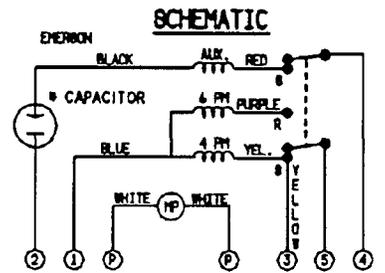 SCHEMATIC
EMERSON
BLACK
AUX.
RED
S
* CAPACITOR
6 PM
PURPLE
R
BLUE
4 PM
YEL.
S
YELLOW
WHITE
MP
WHITE
2
1
P
P
3
5
4